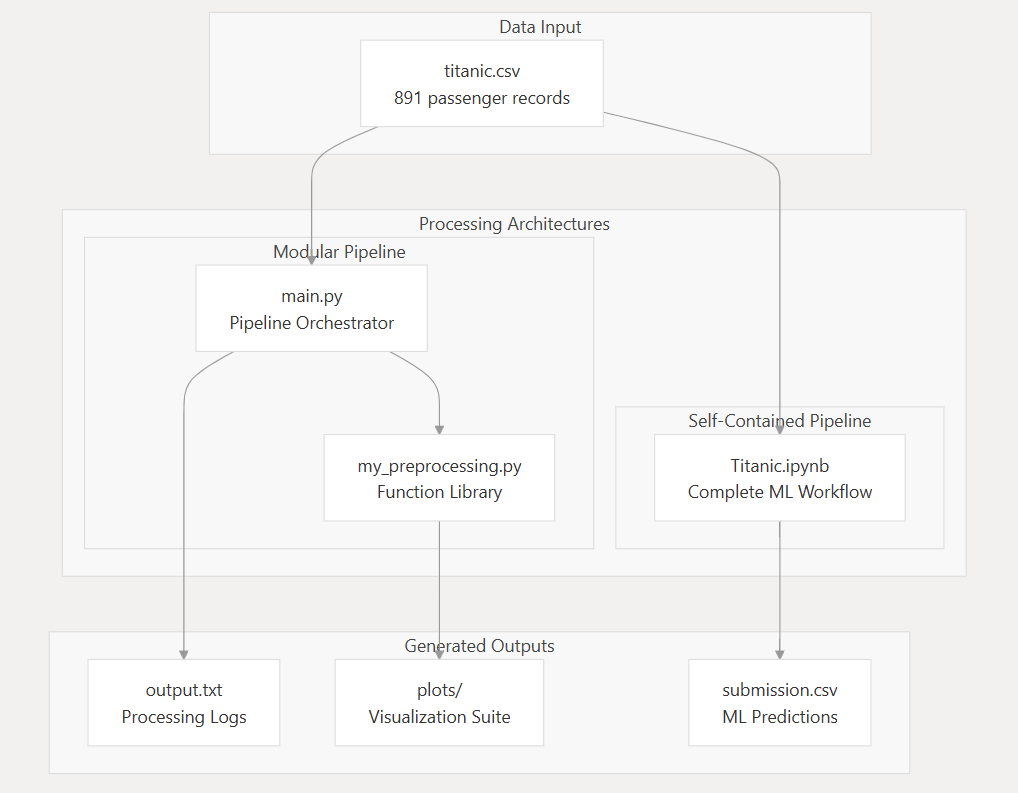 Data Input
titanic.csv
891 passenger records
Processing Architectures
Modular Pipeline
main.py
Pipeline Orchestrator
Self-Contained Pipeline
my_preprocessing.py
Function Library
Titanic.ipynb
Complete ML Workflow
Generated Outputs
output.txt
Processing Logs
plots/
Visualization Suite
submission.csv
ML Predictions